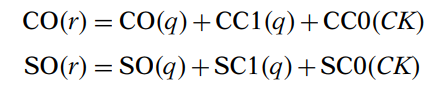 CO(r) = CO(q) + CC1(q) + CC0(CK)
SO(r) = SO(q) + SC1(q) + SC0(CK)